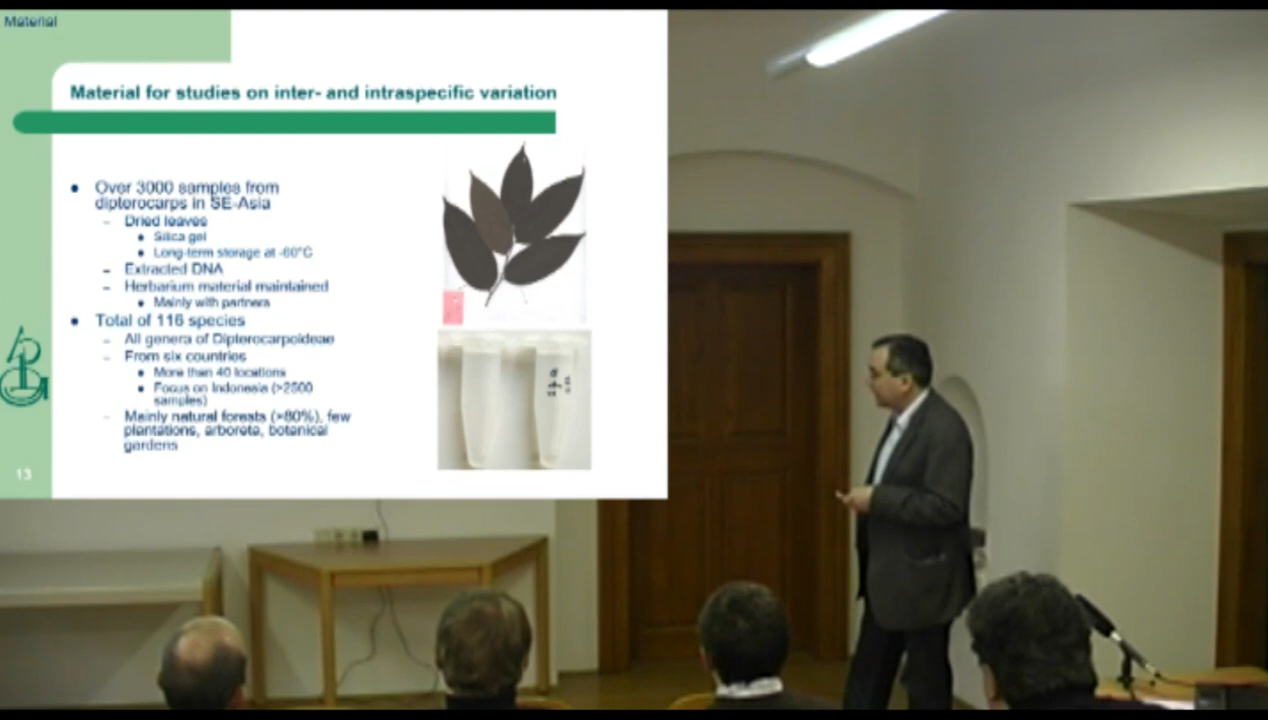 Material
Material for studies on inter- and intraspecific variation
• Over 3000 samples from
dipterocarps in SE-Asia
– Dried leaves
• Silica gel
• Long-term storage at -60°C
– Extracted DNA
– Herbarium material maintained
• Mainly with partners
• Total of 116 species
– All genera of Dipterocarpoideae
– From six countries
• More than 40 locations
• Focus on Indonesia (>2500
samples)
– Mainly natural forests (>80%), few
plantations, arboreta, botanical
gardens
13